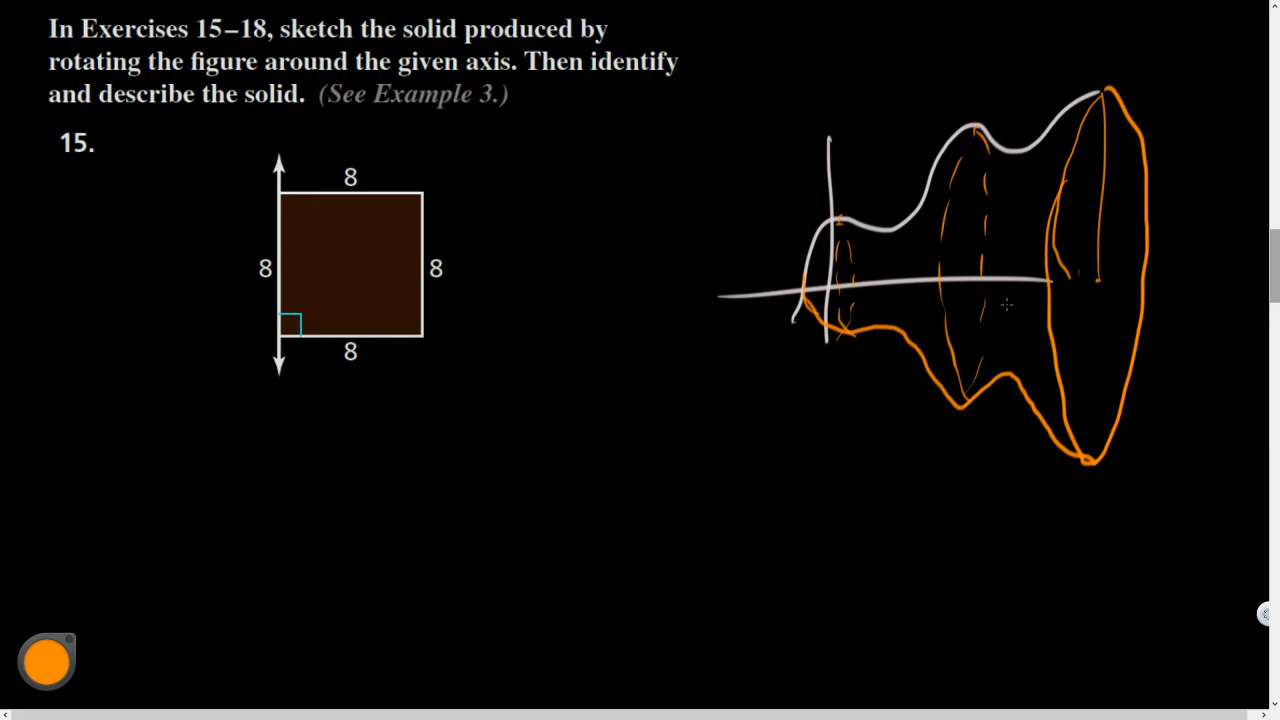 In Exercises 15–18, sketch the solid produced by
rotating the figure around the given axis. Then identify
and describe the solid. (See Example 3.)
15.
8
8
8
8